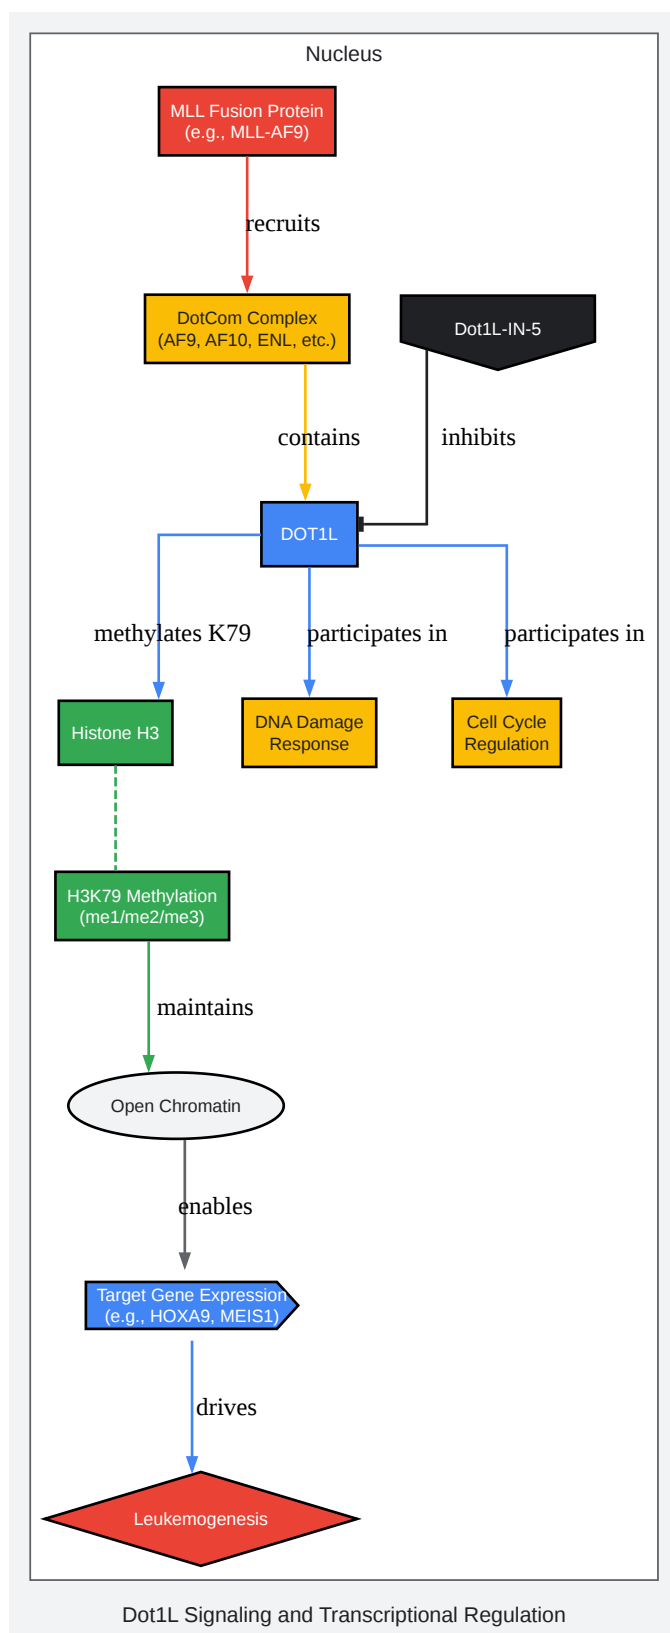 Nucleus
MLL Fusion Protein
(e.g., MLL-AF9)
recruits
DotCom Complex
(AF9, AF10, ENL, etc.)
Dot1L-IN-5
contains
inhibits
DOT1L
methylates K79
participates in
participates in
Histone H3
DNA Damage
Response
Cell Cycle
Regulation
H3K79 Methylation
(me1/me2/me3)
maintains
Open Chromatin
enables
Target Gene Expression
(e.g., HOXA9, MEIS1)
drives
Leukemogenesis
Dot1L Signaling and Transcriptional Regulation